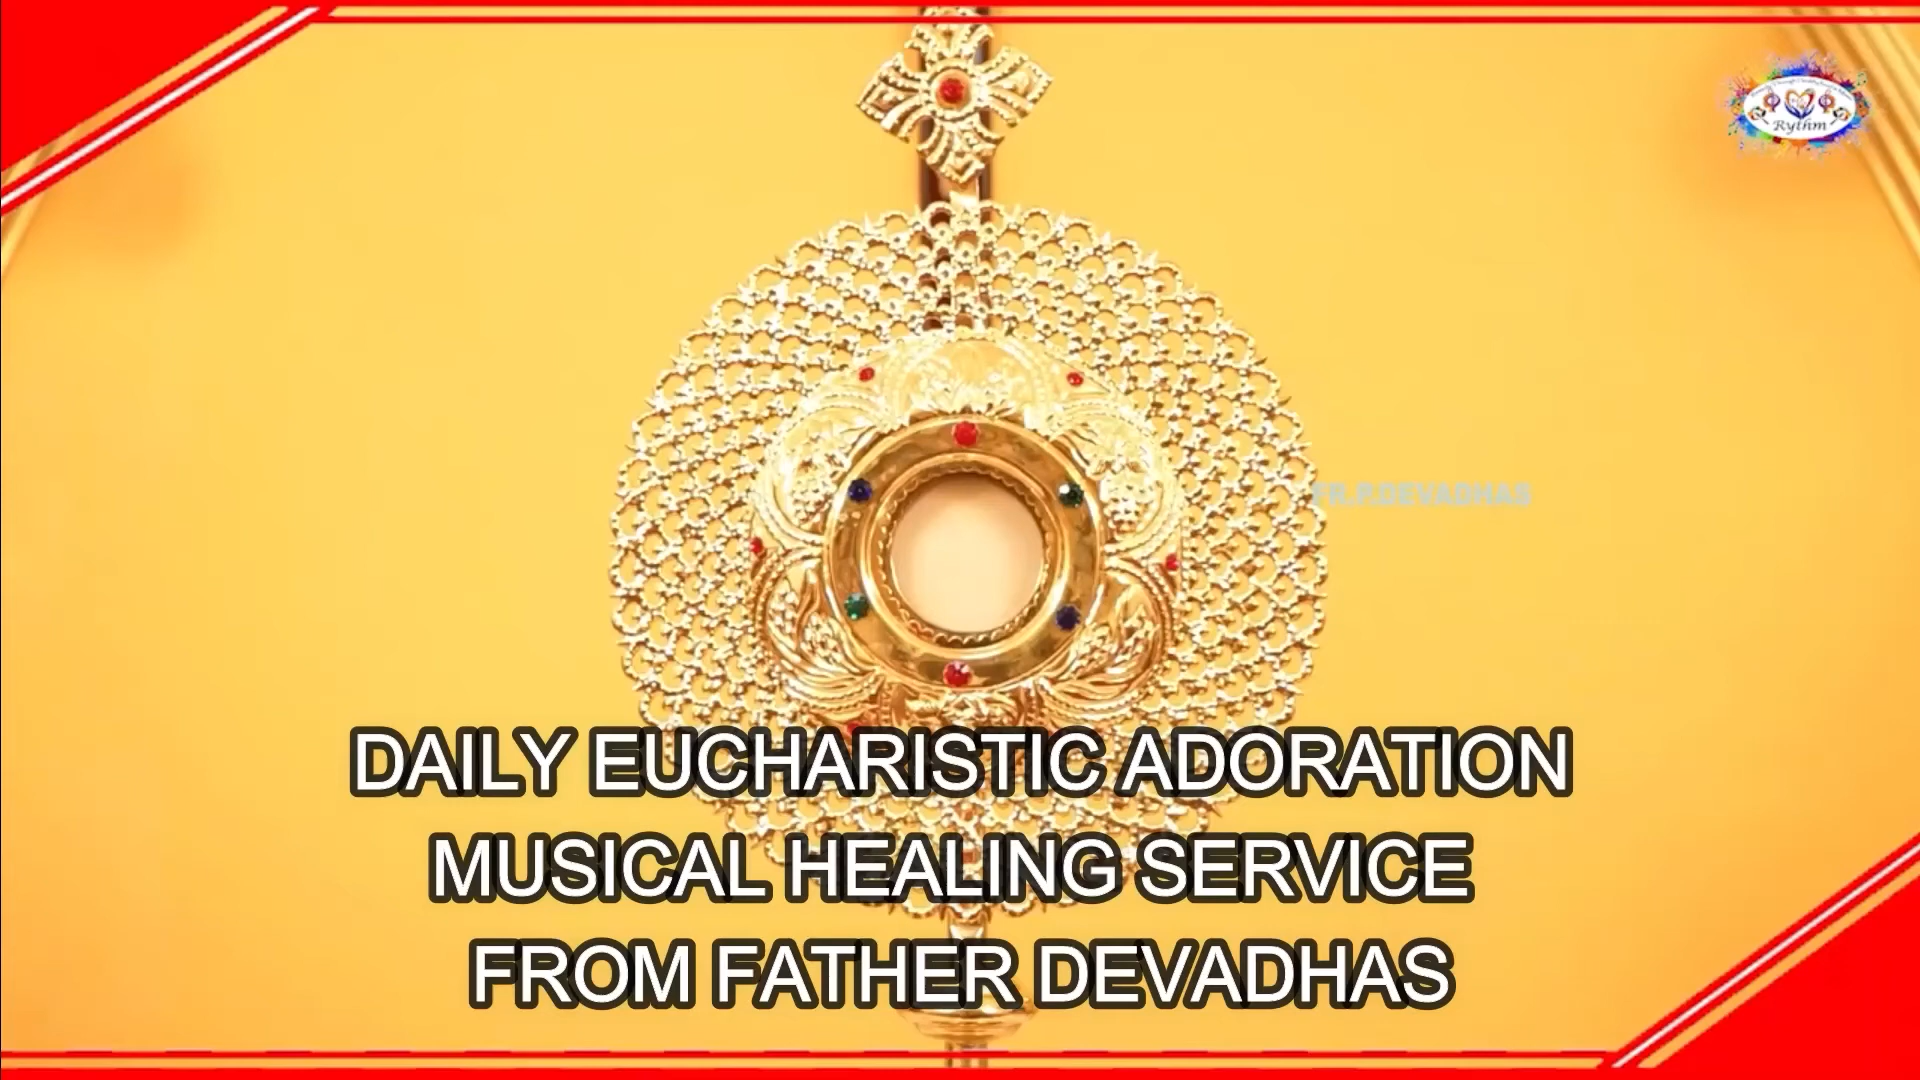 Rythm
FR.P.DEVADHAS
DAILY EUCHARISTIC ADORATION
MUSICAL HEALING SERVICE
FROM FATHER DEVADHAS